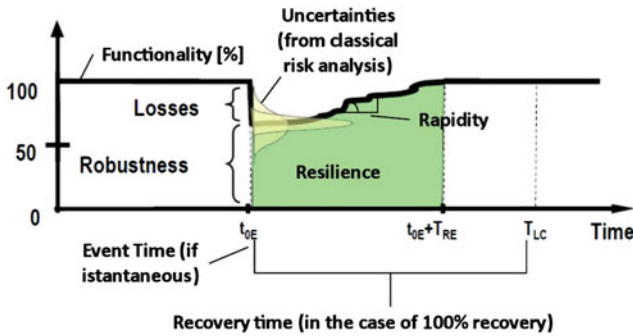 Uncertainties
(from classical
risk analysis)
Functionality [%]
100
Losses
Rapidity
50
Robustness
Resilience
0
t0E
t0E+TRE
TLC
Time
Event Time (if
istantaneous)
Recovery time (in the case of 100% recovery)